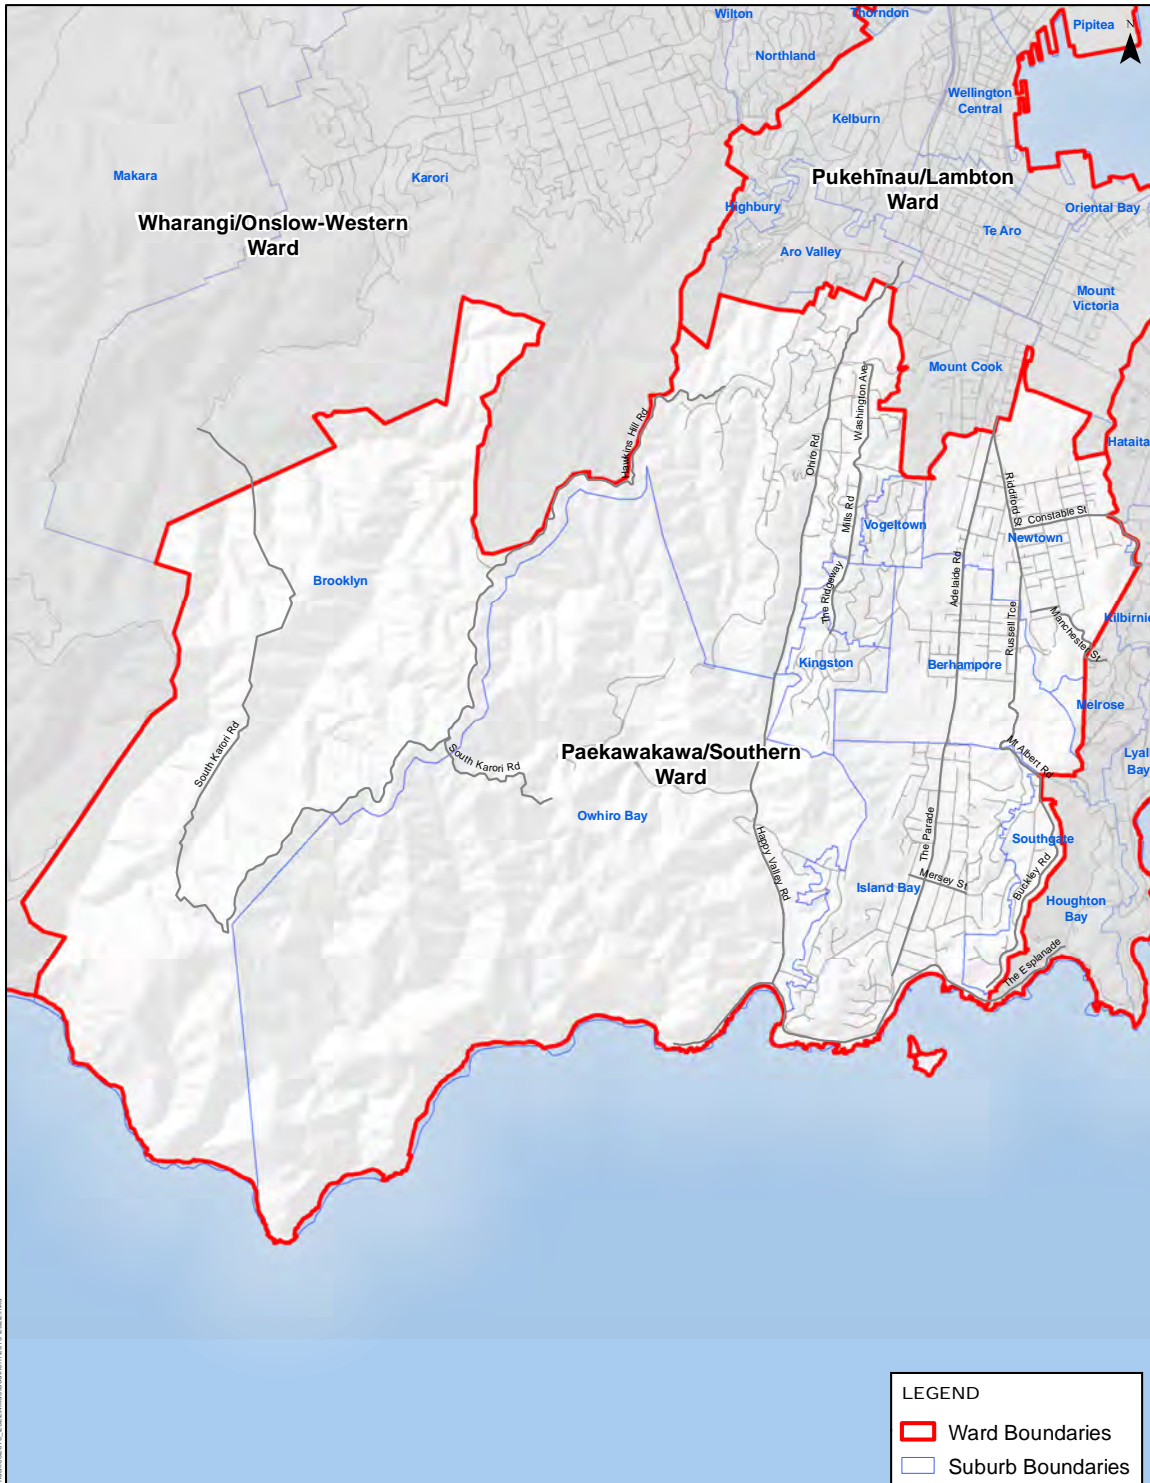 Wilton
Thorndon
Pipitea
N
Northland
Wellington
Central
Kelburn
Makara
Karori
Pukehīnau/Lambton
Ward
Highbury
Oriental Bay
Wharangi/Onslow-Western
Ward
Te Aro
Aro Valley
Mount
Victoria
Mount Cook
Washington Ave
Hawkins Hill Rd
Ohiro Rd
Hataita
Riddiford St
Constable St
Mills Rd
Vogeltown
Newtown
Brooklyn
Adelaide Rd
The Ridgeway
Russell Tce
Manchester St
Kilbirnie
Kingston
Berhampore
Melrose
South Karori Rd
South Karori Rd
Paekawakawa/Southern
Ward
Mt Albert Rd
Lyal
Bay
Owhiro Bay
The Parade
Happy Valley Rd
Southgate
Mersey St
Island Bay
Buckley Rd
Houghton
Bay
The Esplanade
LEGEND
Ward Boundaries
Suburb Boundaries